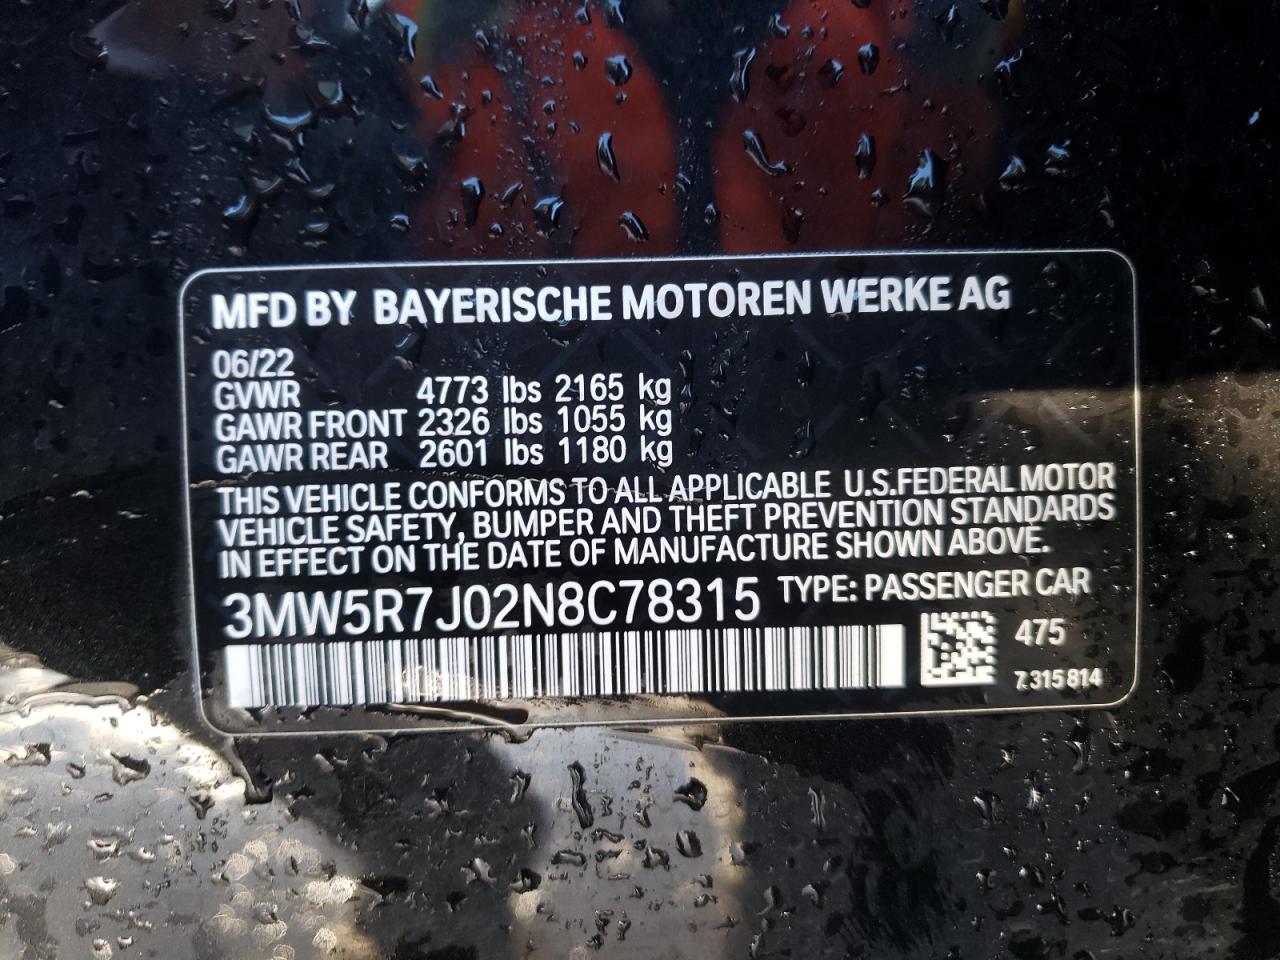 MFD BY BAYERISCHE MOTOREN WERKE AG
06/22
GVWR 4773 lbs 2165 kg
GAWR FRONT 2326 lbs 1055 kg
GAWR REAR 2601 lbs 1180 kg
THIS VEHICLE CONFORMS TO ALL APPLICABLE U.S.FEDERAL MOTOR
VEHICLE SAFETY, BUMPER AND THEFT PREVENTION STANDARDS
IN EFFECT ON THE DATE OF MANUFACTURE SHOWN ABOVE.
3MW5R7J02N8C78315 TYPE: PASSENGER CAR
475
7 315 814